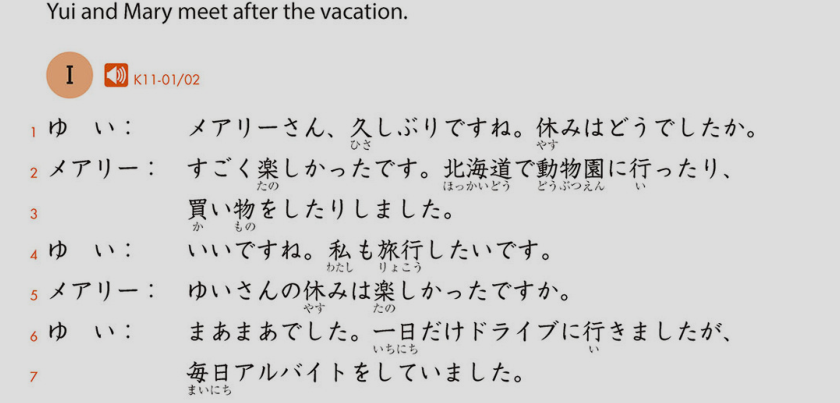 Yui and Mary meet after the vacation.
I K11-01/02
1 ゆ い： メアリーさん、久しぶりですね。休みはどうでしたか。
ひさ やす
2 メアリー： すごく楽しかったです。北海道で動物園に行ったり、
たの ほっかいどう どうぶつえん い
3 買い物をしたりしました。
か もの
4 ゆ い： いいですね。私も旅行したいです。
わたし りょこう
5 メアリー： ゆいさんの休みは楽しかったですか。
やす たの
6 ゆ い： まあまあでした。一日だけドライブに行きましたが、
いちにち い
7 毎日アルバイトをしていました。
まいにち